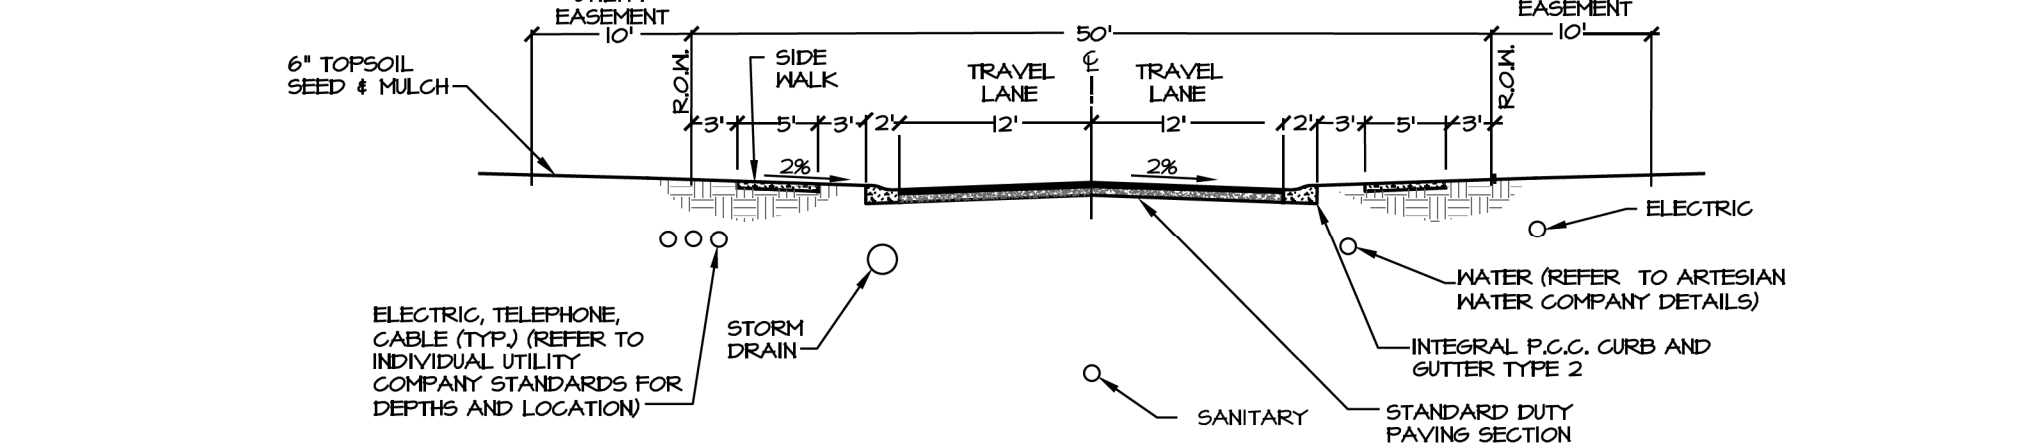 EASEMENT
10'
50'
EASEMENT
10'
6" TOPSOIL
SEED & MULCH
R.O.W.
SIDE
WALK
TRAVEL
LANE
℄
TRAVEL
LANE
R.O.W.
3'
5'
3'
2'
12'
12'
2'
3'
5'
3'
2%
2%
ELECTRIC
WATER (REFER TO ARTESIAN
WATER COMPANY DETAILS)
ELECTRIC, TELEPHONE,
CABLE (TYP.) (REFER TO
INDIVIDUAL UTILITY
COMPANY STANDARDS FOR
DEPTHS AND LOCATION)
STORM
DRAIN
INTEGRAL P.C.C. CURB AND
GUTTER TYPE 2
SANITARY
STANDARD DUTY
PAVING SECTION